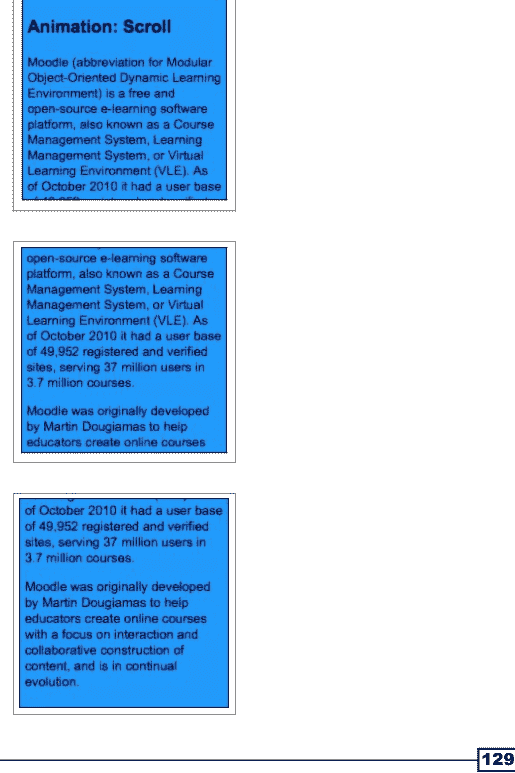 Animation: Scroll
Moodle (abbreviation for Modular
Object-Oriented Dynamic Learning
Environment) is a free and
open-source e-learning software
platform, also known as a Course
Management System, Learning
Management System, or Virtual
Learning Environment (VLE). As
of October 2010 it had a user base
open-source e-learning software
platform, also known as a Course
Management System, Learning
Management System, or Virtual
Learning Environment (VLE). As
of October 2010 it had a user base
of 49,952 registered and verified
sites, serving 37 million users in
3.7 million courses.
Moodle was originally developed
by Martin Dougiamas to help
educators create online courses
of October 2010 it had a user base
of 49,952 registered and verified
sites, serving 37 million users in
3.7 million courses.
Moodle was originally developed
by Martin Dougiamas to help
educators create online courses
with a focus on interaction and
collaborative construction of
content, and is in continual
evolution.
129